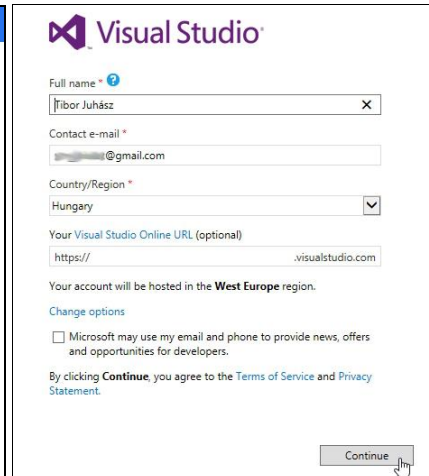 Visual Studio
Full name *
Tibor Juhász
Contact e-mail *
@gmail.com
Country/Region *
Hungary
Your Visual Studio Online URL (optional)
https:// .visualstudio.com
Your account will be hosted in the West Europe region.
Change options
Microsoft may use my email and phone to provide news, offers
and opportunities for developers.
By clicking Continue, you agree to the Terms of Service and Privacy
Statement.
Continue